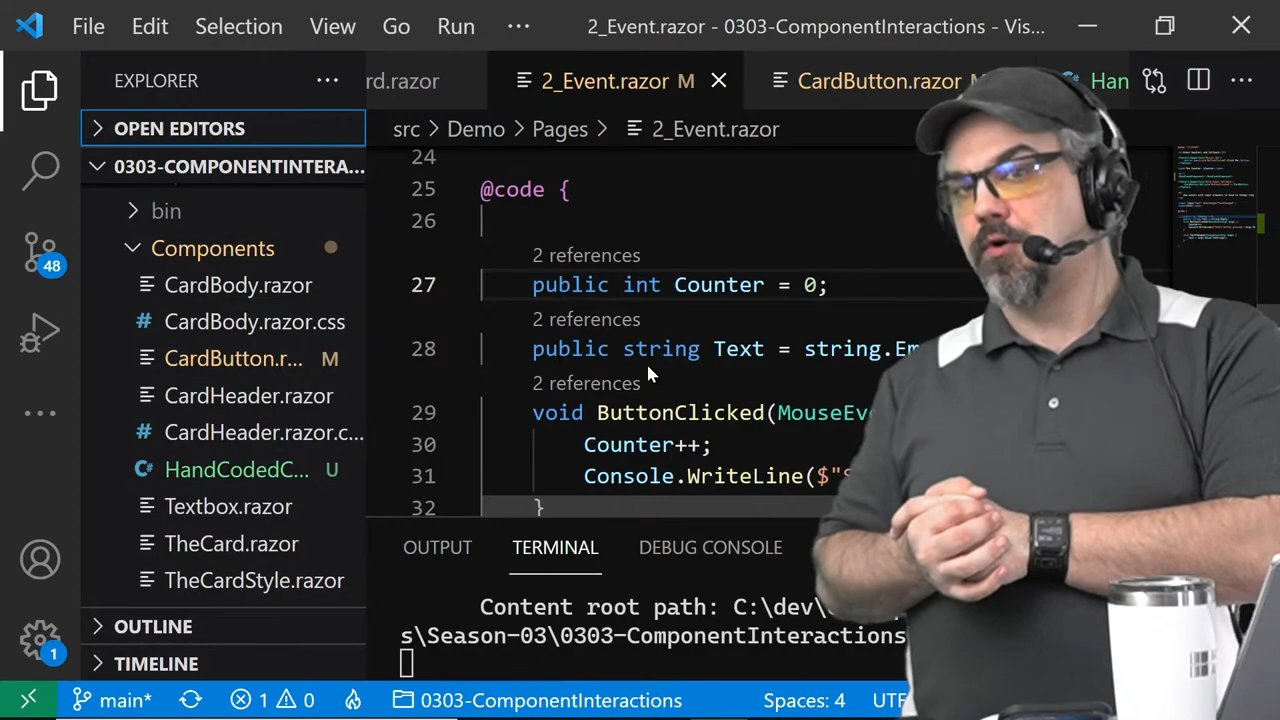 File Edit Selection View Go Run ··· 2_Event.razor - 0303-ComponentInteractions - Vis...
EXPLORER ···
OPEN EDITORS
0303-COMPONENTINTERA...
bin
Components
CardBody.razor
# CardBody.razor.css
CardButton.r... M
CardHeader.razor
# CardHeader.razor.c...
HandCodedC... U
Textbox.razor
TheCard.razor
TheCardStyle.razor
OUTLINE
TIMELINE
48
1
rd.razor 2_Event.razor M CardButton.razor M Han
src > Demo > Pages > 2_Event.razor
24
25 @code {
26
2 references
27 public int Counter = 0;
2 references
28 public string Text = string.Em
2 references
29 void ButtonClicked(MouseEve
30 Counter++;
31 Console.WriteLine($"S
32 }
OUTPUT TERMINAL DEBUG CONSOLE
Content root path: C:\dev\
s\Season-03\0303-ComponentInteractions
main* 1 0 0303-ComponentInteractions Spaces: 4 UTF